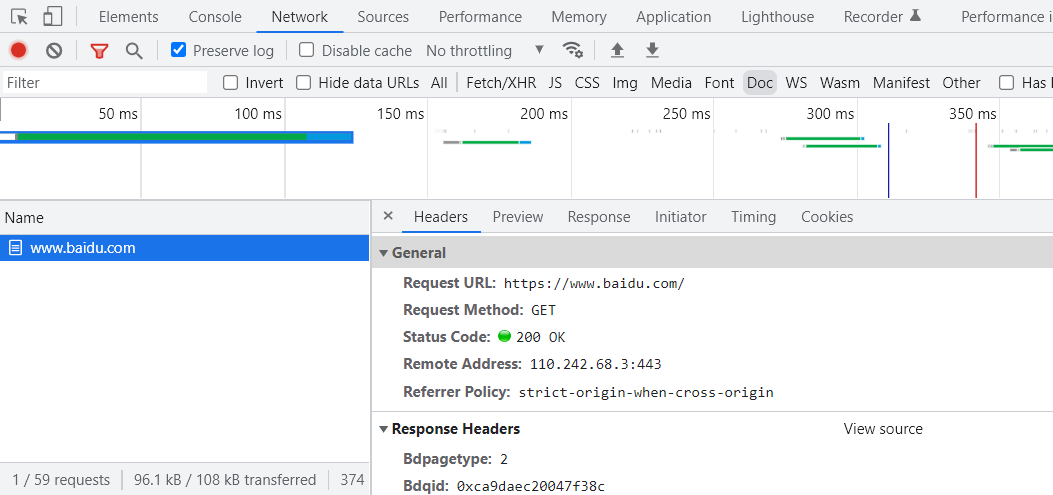 Elements Console Network Sources Performance Memory Application Lighthouse Recorder Performance i
Preserve log Disable cache No throttling
Filter Invert Hide data URLs All Fetch/XHR JS CSS Img Media Font Doc WS Wasm Manifest Other Has
50 ms 100 ms 150 ms 200 ms 250 ms 300 ms 350 ms
Name
Headers Preview Response Initiator Timing Cookies
www.baidu.com
General
Request URL: https://www.baidu.com/
Request Method: GET
Status Code: 200 OK
Remote Address: 110.242.68.3:443
Referrer Policy: strict-origin-when-cross-origin
Response Headers View source
Bdpagetype: 2
Bdqid: 0xca9daec20047f38c
1 / 59 requests 96.1 kB / 108 kB transferred 374